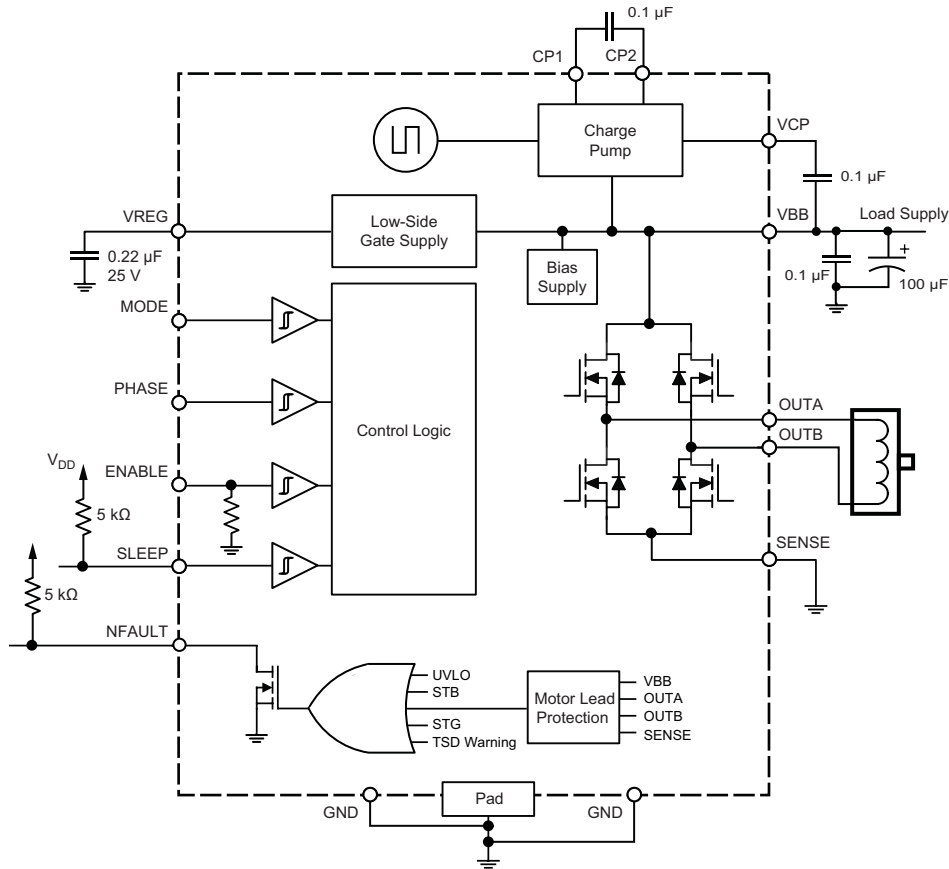 0.1 µF
CP1
CP2
Charge
Pump
VCP
0.1 µF
VREG
Low-Side
Gate Supply
VBB
Load Supply
0.22 µF
25 V
Bias
Supply
0.1 µF
+
100 µF
MODE
PHASE
Control Logic
OUTA
OUTB
VDD
ENABLE
5 kΩ
SLEEP
SENSE
5 kΩ
NFAULT
UVLO
STB
STG
TSD Warning
Motor Lead
Protection
VBB
OUTA
OUTB
SENSE
GND
Pad
GND